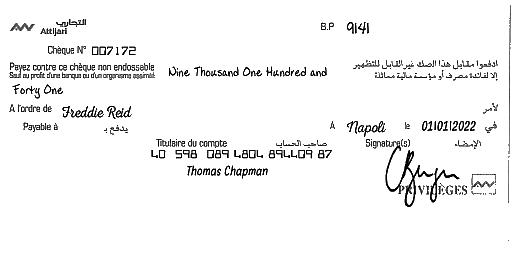 التجاري
Attijari
B.P 9141
Chèque N° 007172
Payez contre ce chèque non endossable
Sauf au profit d'une banque ou d'un organisme assimilé
Nine Thousand One Hundred and
ادفعوا مقابل هذا الصك غير القابل للتظهير
إلا لفائدة مصرف أو مؤسسة مالية مماثلة
Forty One
A l'ordre de Freddie Reid لأمر
Payable à يدفع بـ
A Napoli le 01/01/2022 في
Titulaire du compte صاحب الحساب
Signature(s) الإمضاء
40 598 089 4804 894409 87
Thomas Chapman
PRIVILÈGES